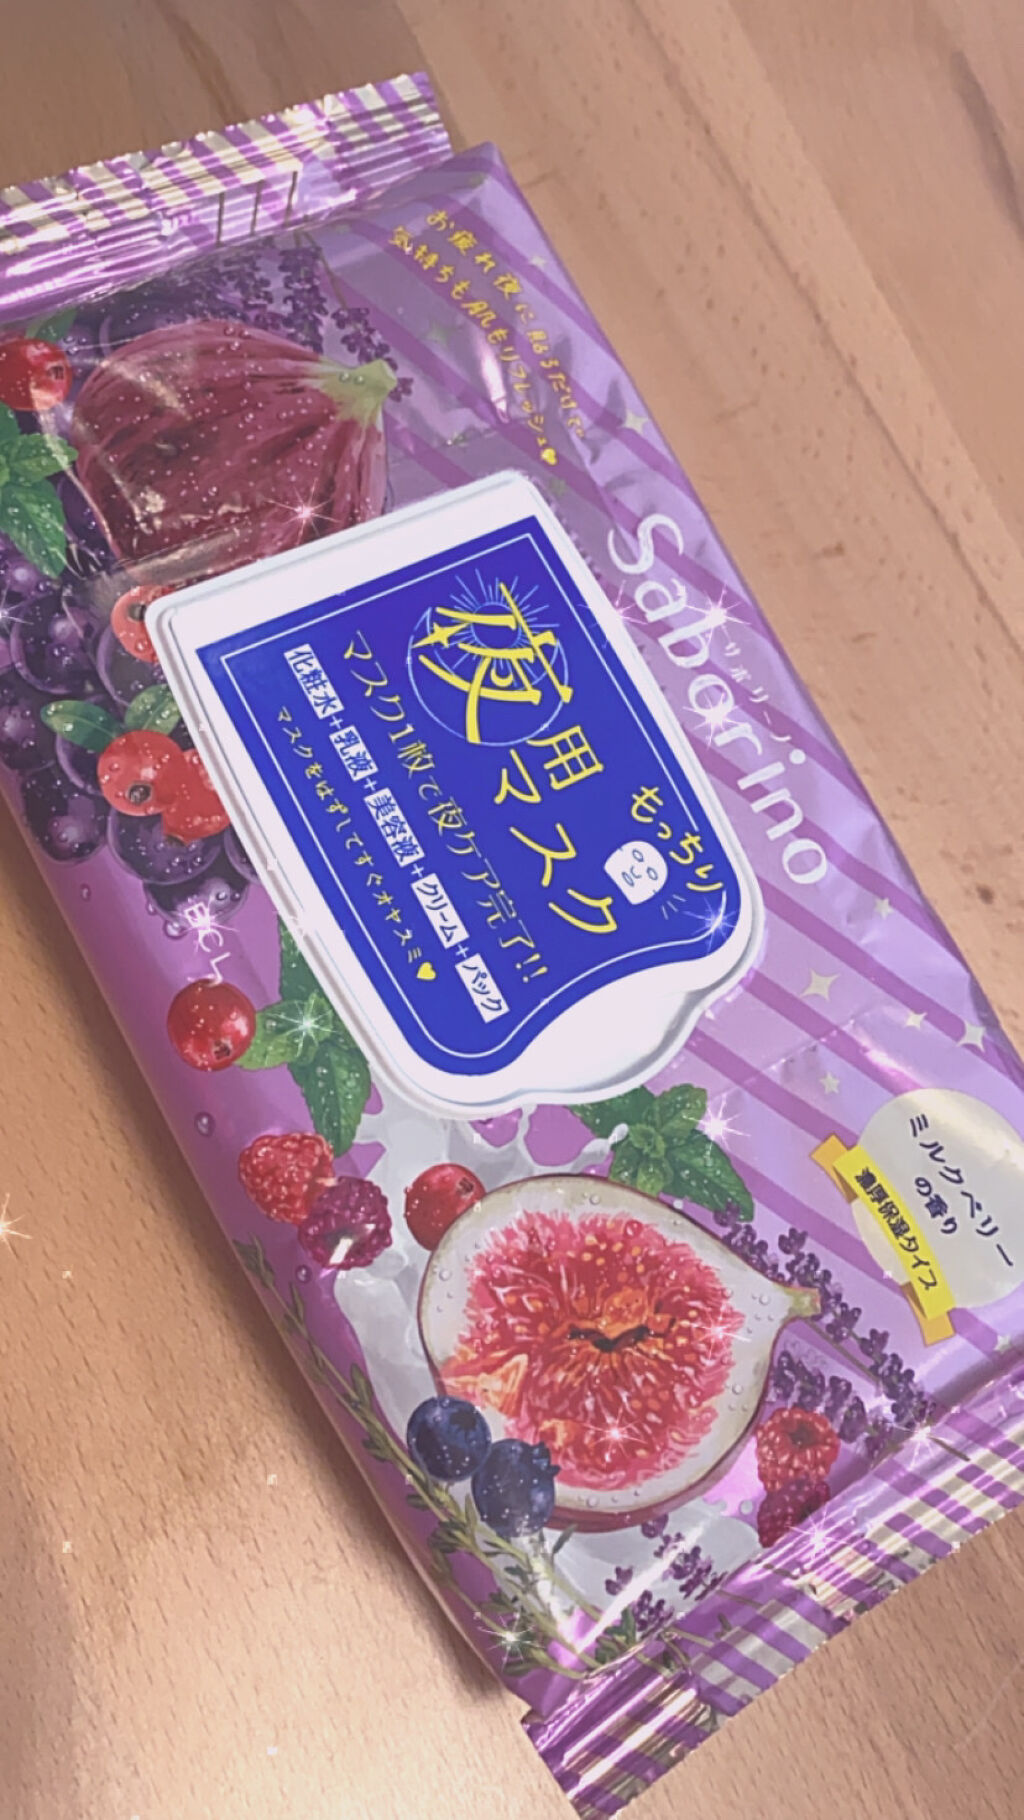 お疲れ夜に貼るだけで
気持ちも肌もリフレッシュ♥
Saborino
サボリーノ
もっちり
夜用マスク
マスク1枚で夜ケア完了!!
化粧水+乳液+美容液+クリーム+パック
マスクをはずしてすぐオヤスミ♥
BCL
ミルクベリー
の香り
濃厚保湿タイプ